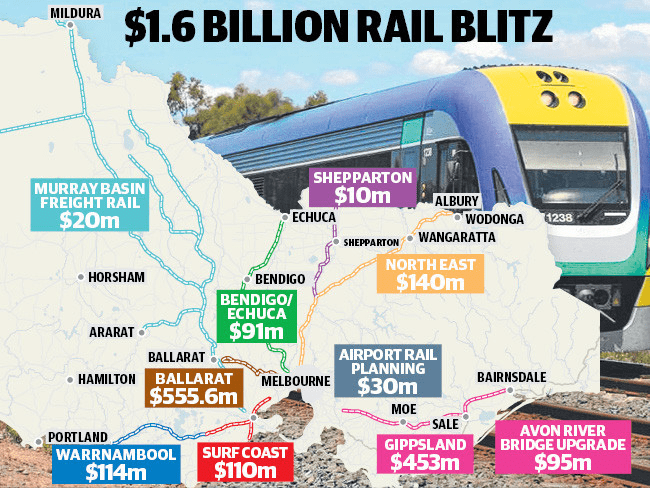 $1.6 BILLION RAIL BLITZ
MILDURA
MURRAY BASIN
FREIGHT RAIL
$20m
SHEPPARTON
$10m
ALBURY
WODONGA
1238
ECHUCA
SHEPPARTON
WANGARATTA
HORSHAM
BENDIGO
NORTH EAST
$140m
BENDIGO/
ECHUCA
$91m
ARARAT
BALLARAT
HAMILTON
BALLARAT
$555.6m
MELBOURNE
AIRPORT RAIL
PLANNING
$30m
BAIRNSDALE
MOE
SALE
PORTLAND
WARRNAMBOOL
$114m
SURF COAST
$110m
GIPPSLAND
$453m
AVON RIVER
BRIDGE UPGRADE
$95m